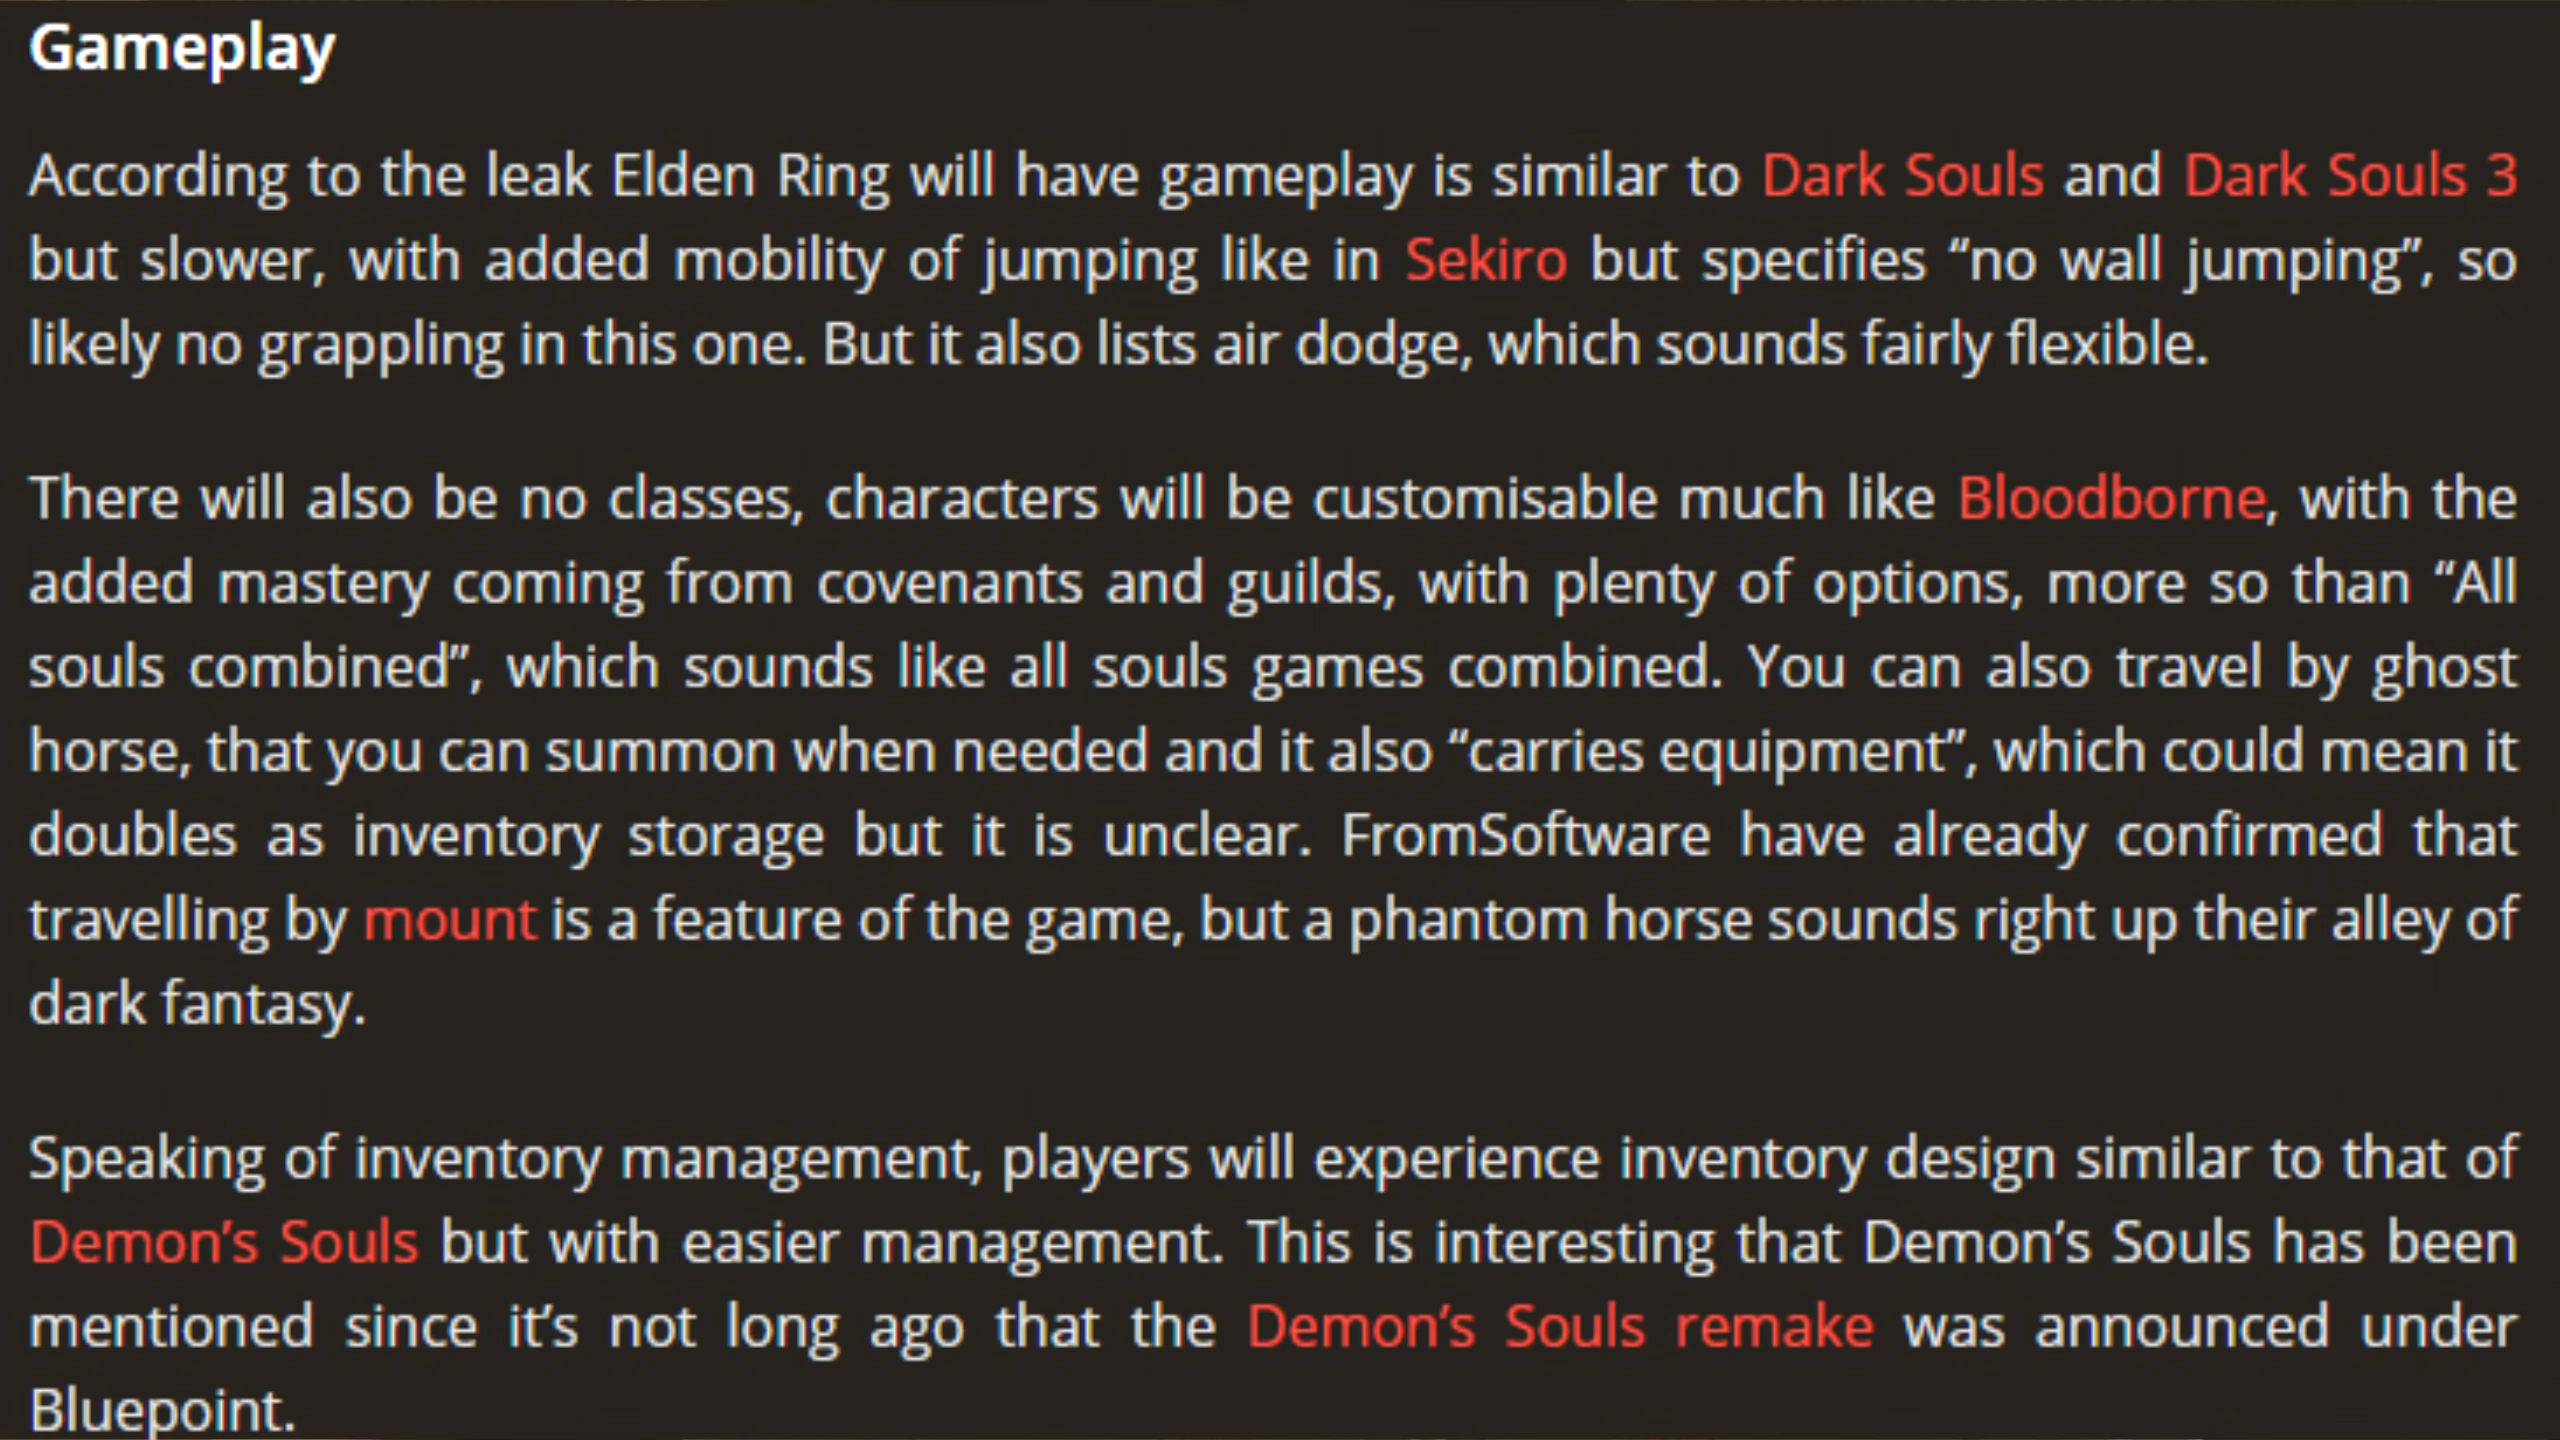 Gameplay
According to the leak Elden Ring will have gameplay is similar to Dark Souls and Dark Souls 3
but slower, with added mobility of jumping like in Sekiro but specifies “no wall jumping”, so
likely no grappling in this one. But it also lists air dodge, which sounds fairly flexible.
There will also be no classes, characters will be customisable much like Bloodborne, with the
added mastery coming from covenants and guilds, with plenty of options, more so than “All
souls combined”, which sounds like all souls games combined. You can also travel by ghost
horse, that you can summon when needed and it also “carries equipment”, which could mean it
doubles as inventory storage but it is unclear. FromSoftware have already confirmed that
travelling by mount is a feature of the game, but a phantom horse sounds right up their alley of
dark fantasy.
Speaking of inventory management, players will experience inventory design similar to that of
Demon’s Souls but with easier management. This is interesting that Demon’s Souls has been
mentioned since it’s not long ago that the Demon’s Souls remake was announced under
Bluepoint.